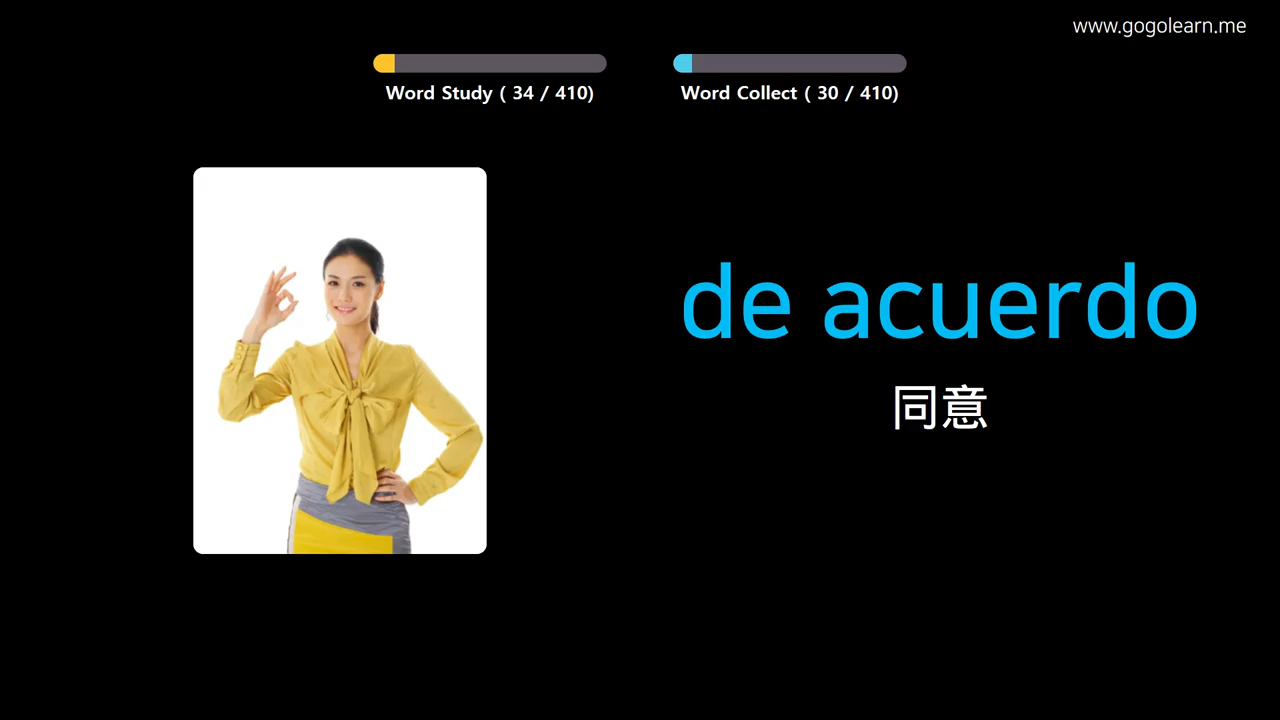 www.gogolearn.me
Word Study ( 34 / 410)
Word Collect ( 30 / 410)
de acuerdo
同意